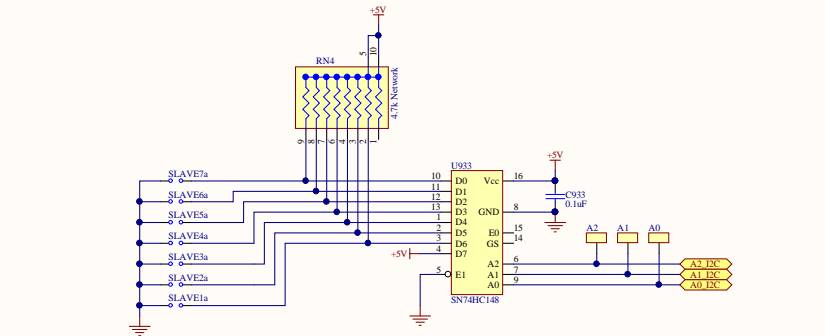 +5V
5
10
RN4
4.7k Network
9
8
7
6
4
3
2
1
U933
+5V
SLAVE7a
10
D0
Vcc
16
SLAVE6a
11
D1
C933
0.1uF
SLAVE5a
12
D2
SLAVE4a
13
D3
GND
8
SLAVE3a
1
D4
SLAVE2a
2
D5
E0
15
A2
A1
A0
SLAVE1a
3
D6
GS
14
+5V
4
D7
A2
6
A2_I2C
5
E1
A1
7
A1_I2C
A0
9
A0_I2C
SN74HC148